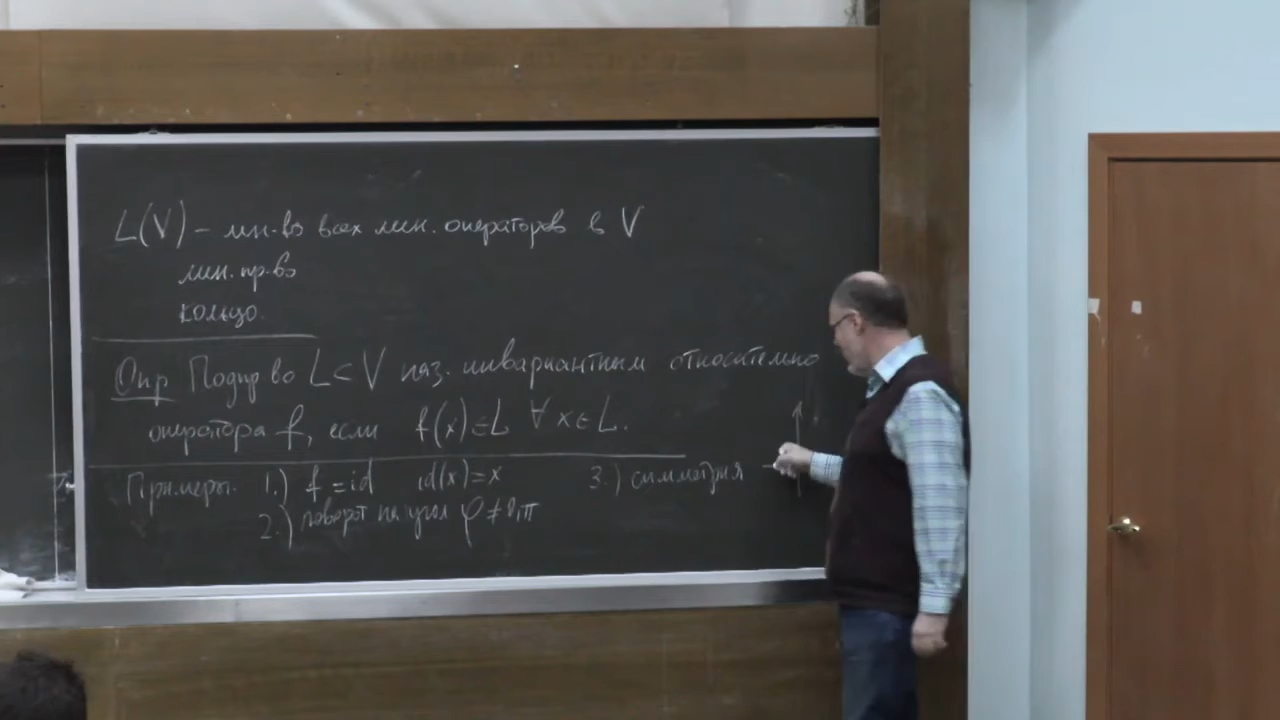 L(V) – мн-во всех лин. операторов в V
лин. пр-во
кольцо.
Опр Подпр-во L⊂V наз. инвариантным относительно
оператора f, если f(x)∈L ∀x∈L.
Примеры. 1.) f=id id(x)=x 3.) симметрия
2.) поворот на угол φ≠0,π